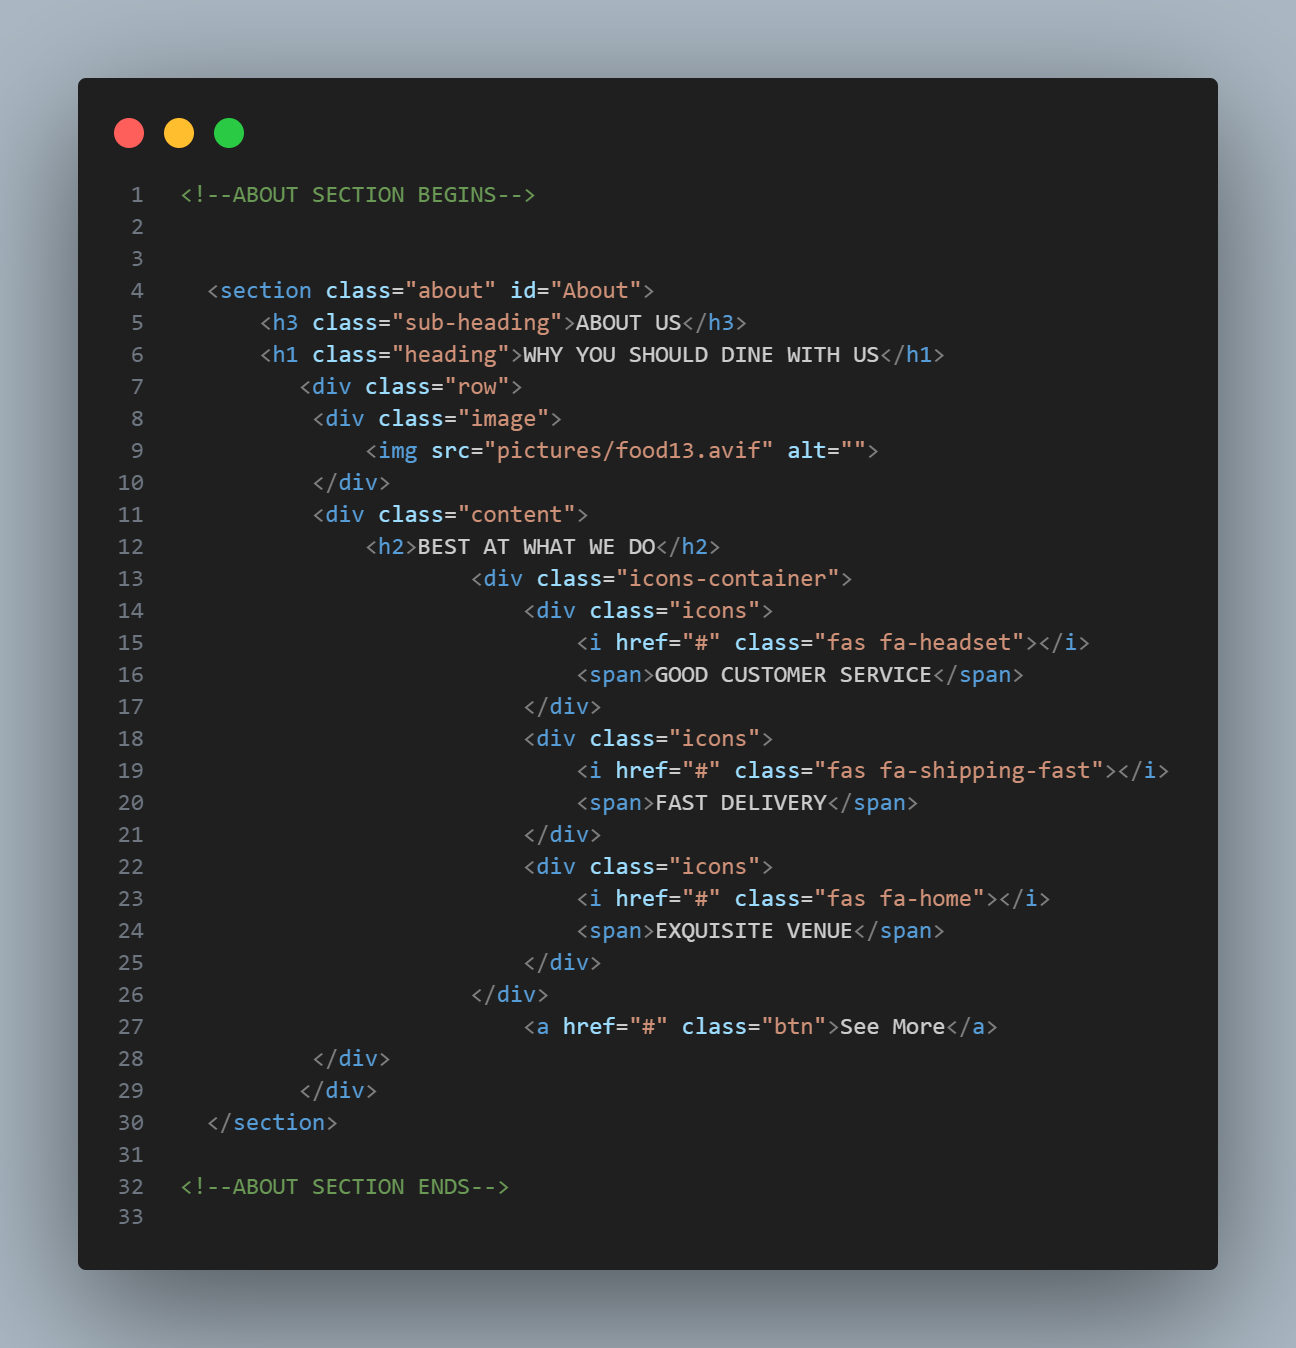 1 <!--ABOUT SECTION BEGINS-->
2
3
4   <section class="about" id="About">
5       <h3 class="sub-heading">ABOUT US</h3>
6       <h1 class="heading">WHY YOU SHOULD DINE WITH US</h1>
7          <div class="row">
8           <div class="image">
9               <img src="pictures/food13.avif" alt="">
10           </div>
11           <div class="content">
12               <h2>BEST AT WHAT WE DO</h2>
13                       <div class="icons-container">
14                           <div class="icons">
15                               <i href="#" class="fas fa-headset"></i>
16                               <span>GOOD CUSTOMER SERVICE</span>
17                           </div>
18                           <div class="icons">
19                               <i href="#" class="fas fa-shipping-fast"></i>
20                               <span>FAST DELIVERY</span>
21                           </div>
22                           <div class="icons">
23                               <i href="#" class="fas fa-home"></i>
24                               <span>EXQUISITE VENUE</span>
25                           </div>
26                       </div>
27                           <a href="#" class="btn">See More</a>
28           </div>
29          </div>
30   </section>
31
32 <!--ABOUT SECTION ENDS-->
33